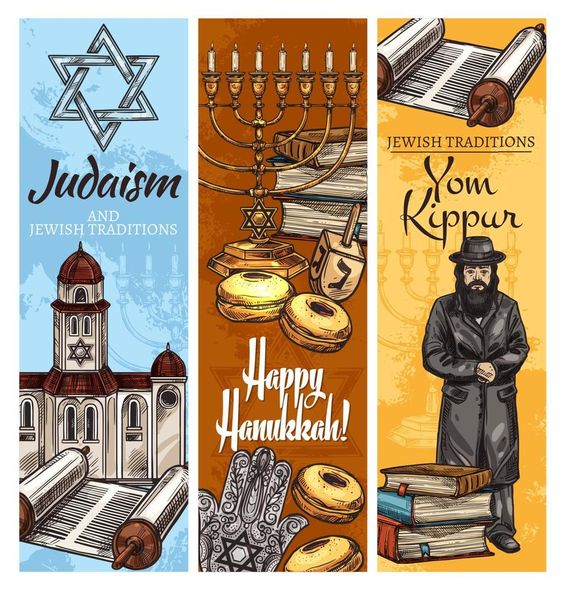 Judaism
AND
JEWISH TRADITIONS
Happy
Hanukkah!
JEWISH TRADITIONS
Yom
Kippur